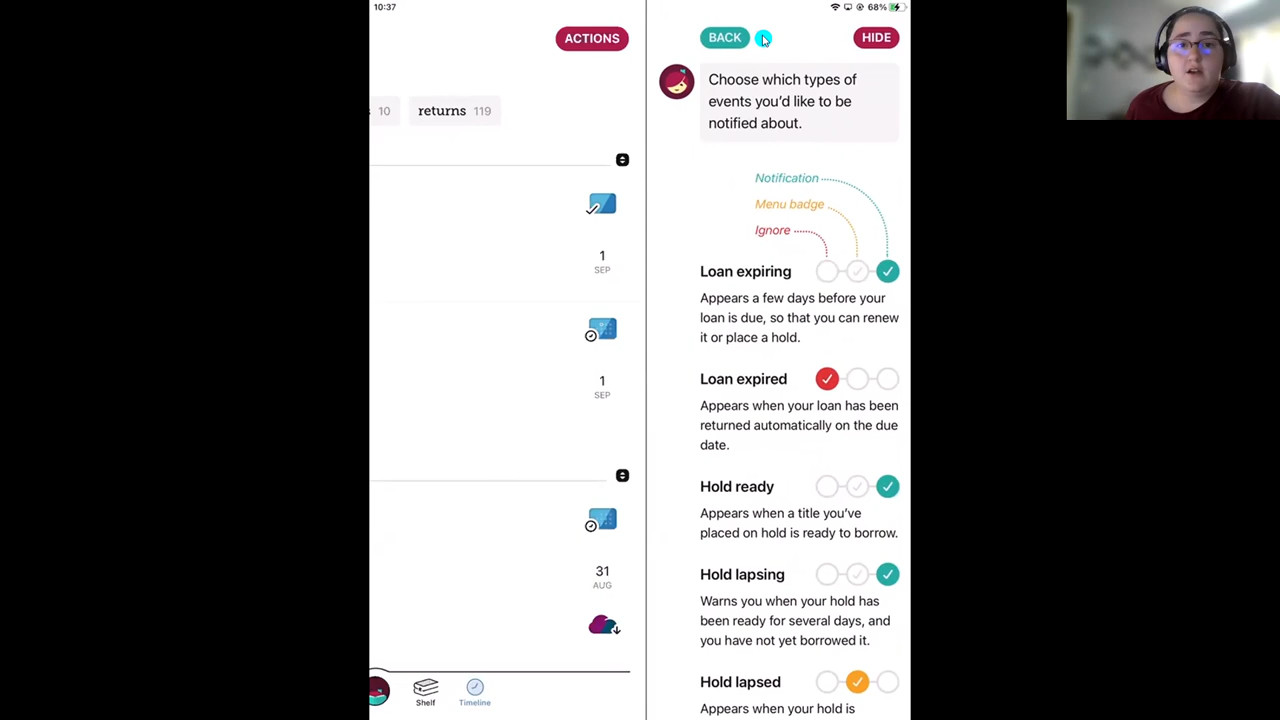 10:37
68%
ACTIONS
10
returns 119
1
SEP
1
SEP
31
AUG
Shelf
Timeline
BACK
HIDE
Choose which types of
events you'd like to be
notified about.
Notification
Menu badge
Ignore
Loan expiring
Appears a few days before your
loan is due, so that you can renew
it or place a hold.
Loan expired
Appears when your loan has been
returned automatically on the due
date.
Hold ready
Appears when a title you've
placed on hold is ready to borrow.
Hold lapsing
Warns you when your hold has
been ready for several days, and
you have not yet borrowed it.
Hold lapsed
Appears when your hold is